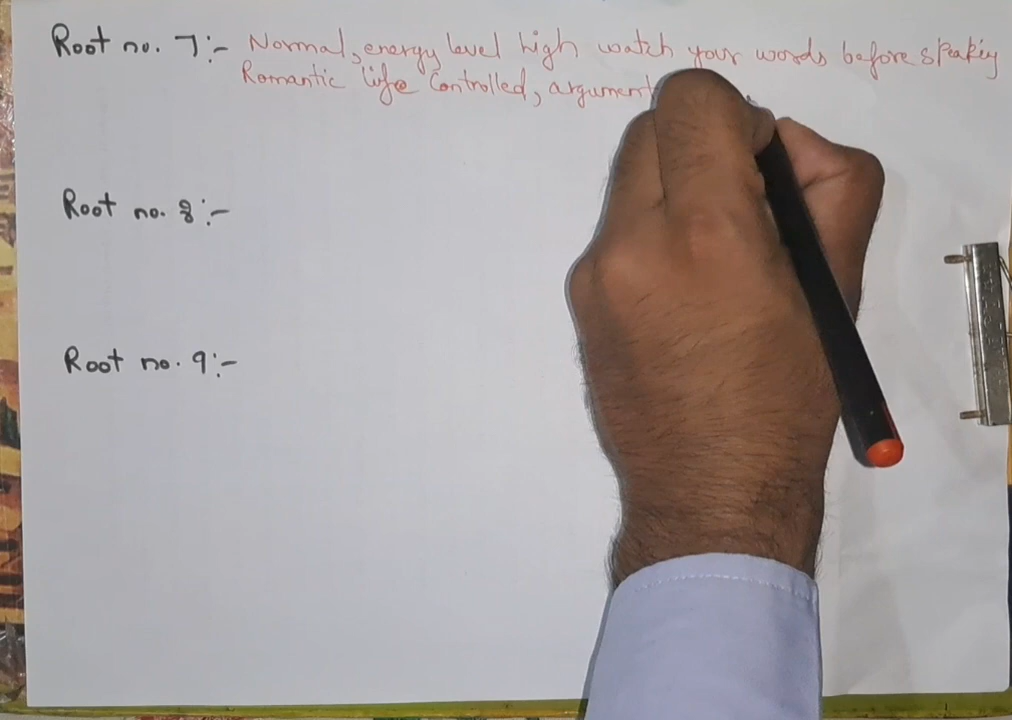 Root no. 7:- Normal, energy level high watch your words before speaking
Romantic life controlled, argument
Root no. 8:-
Root no. 9:-